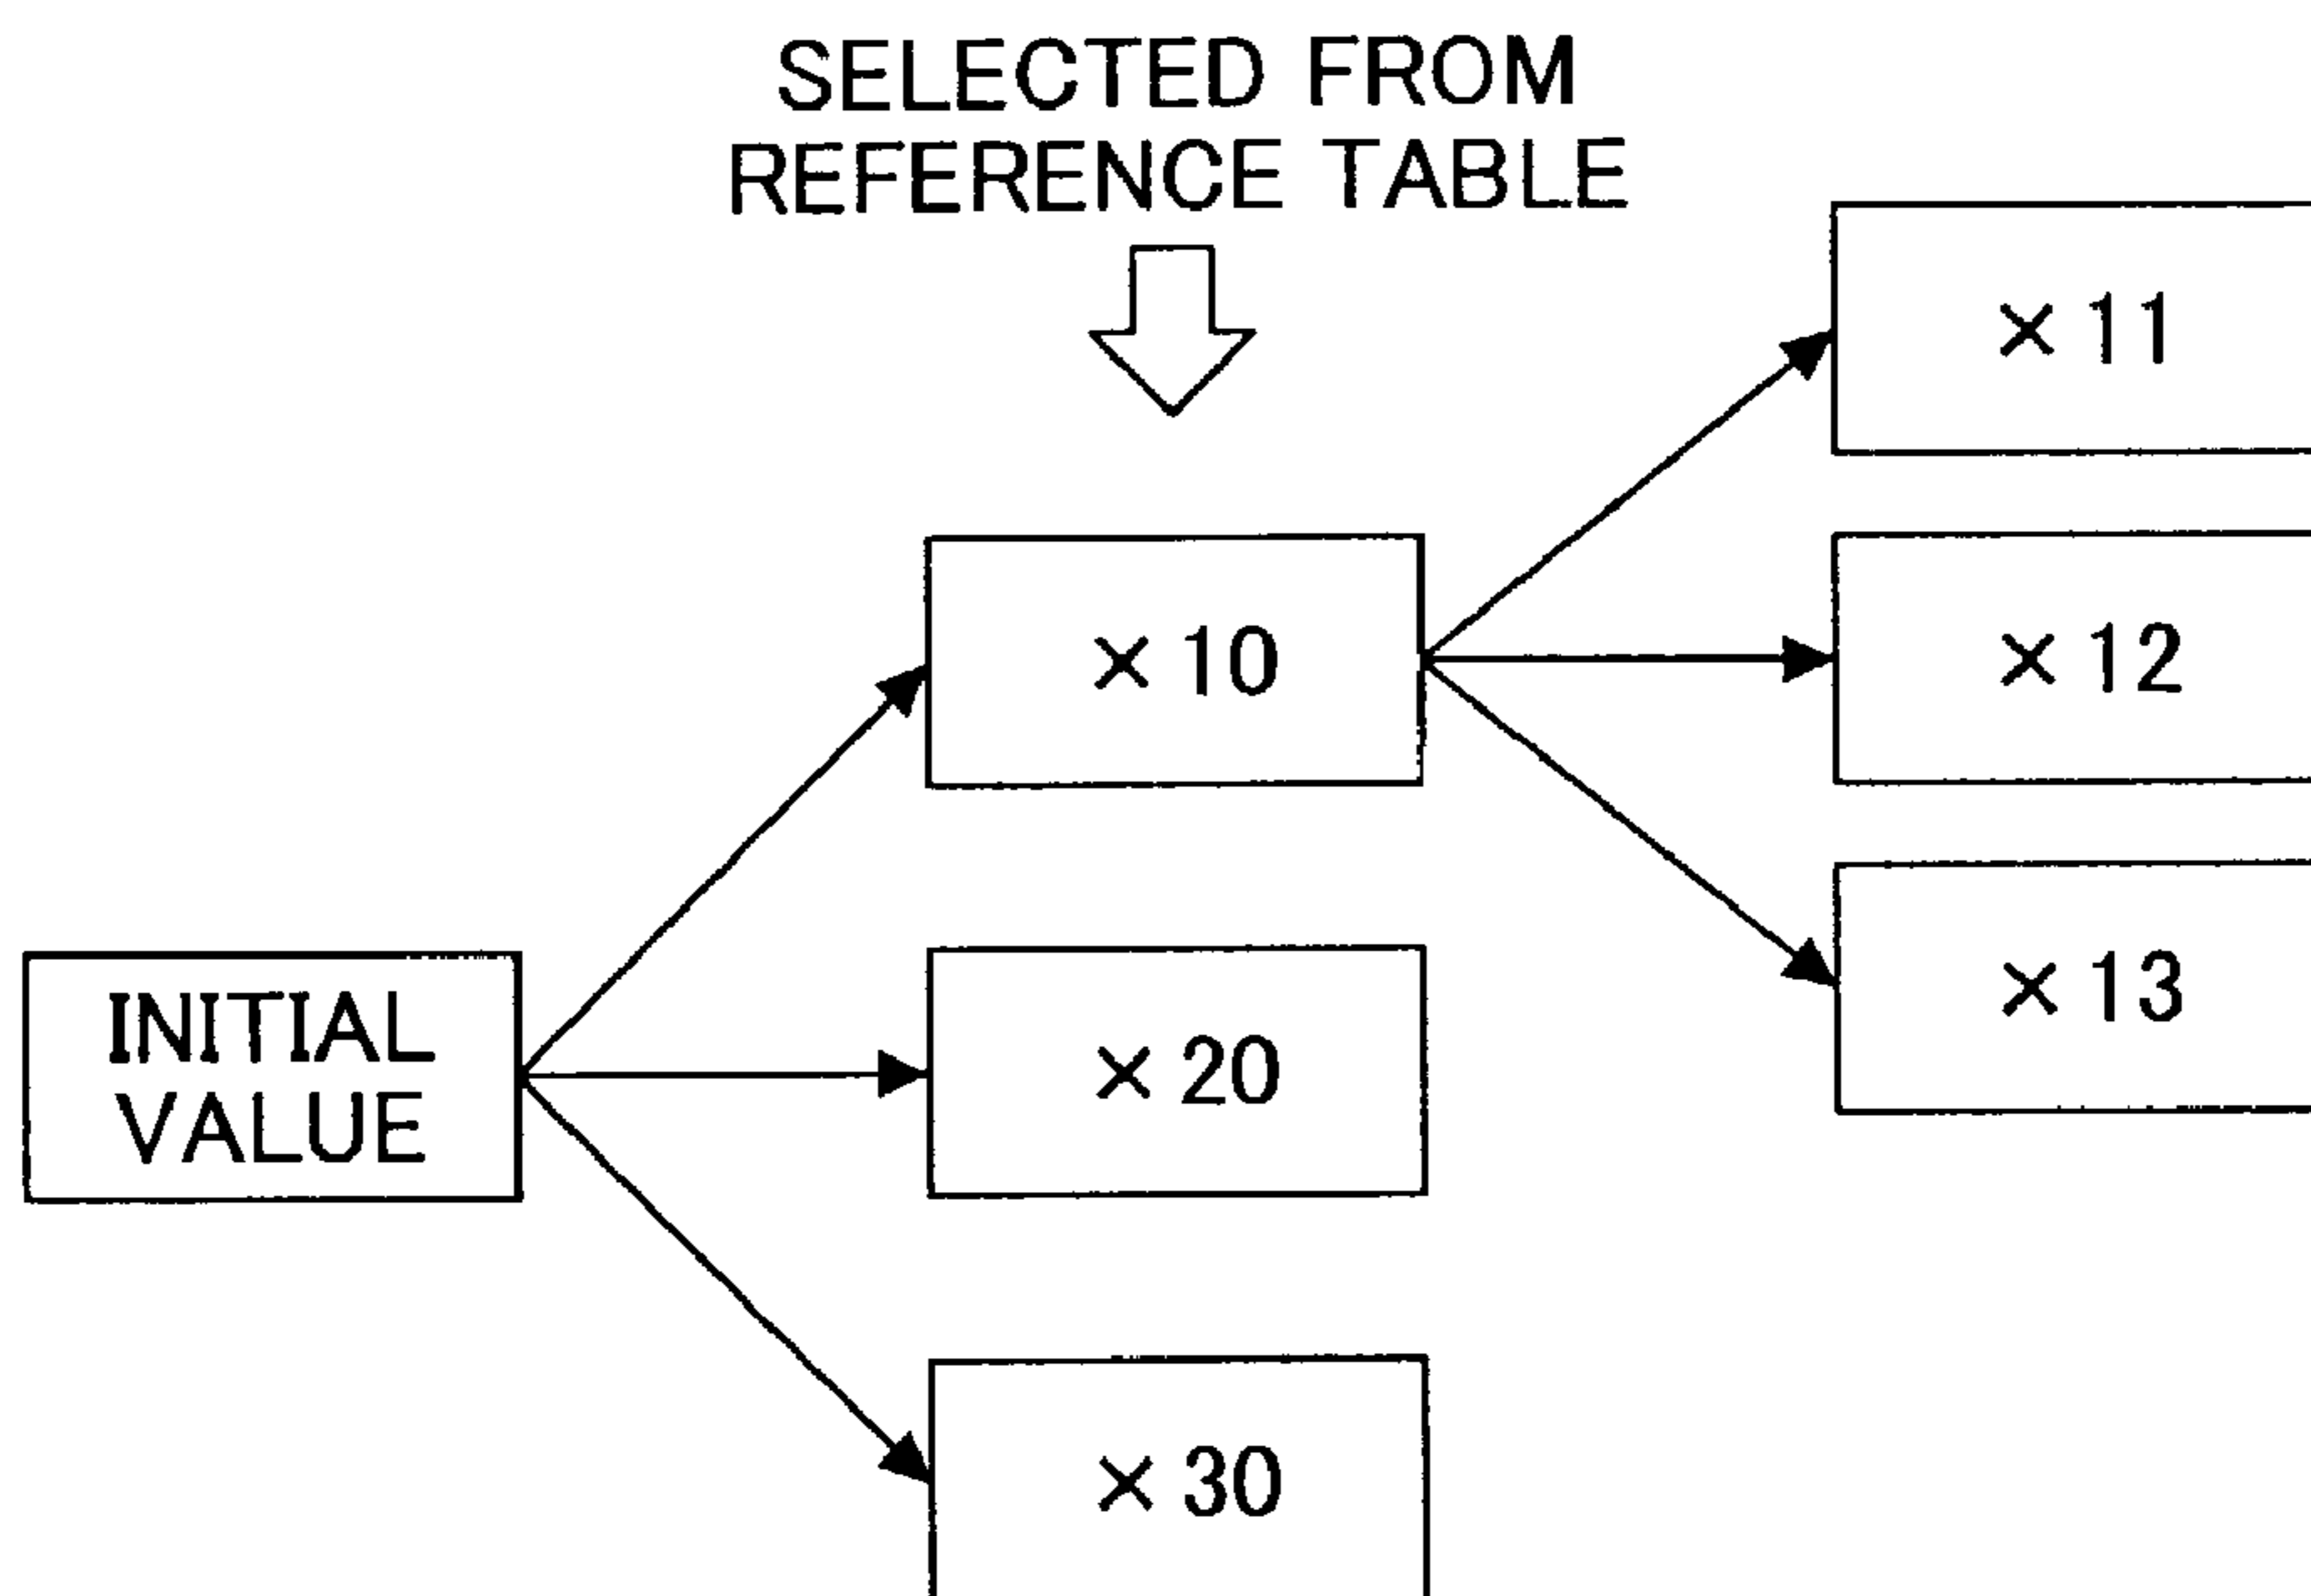 SELECTED FROM
REFERENCE TABLE
× 11
× 10
× 12
× 13
INITIAL
VALUE
× 20
× 30